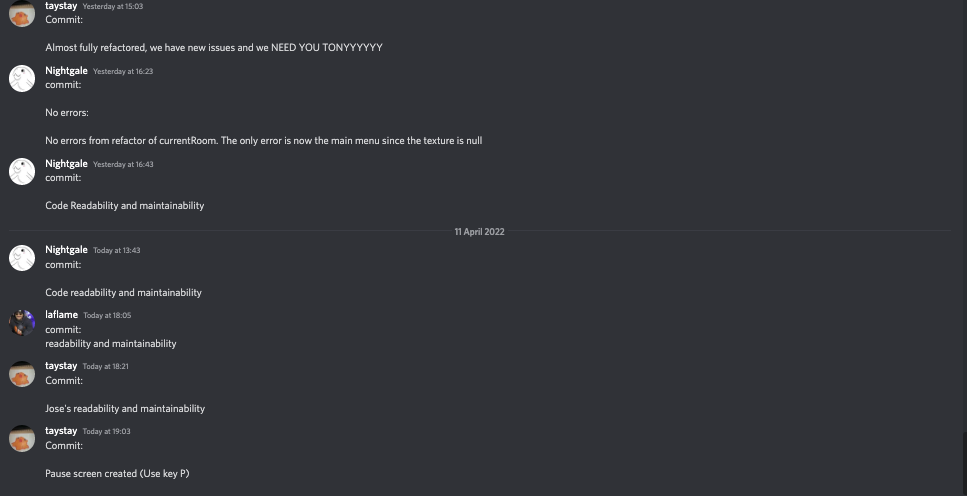 taystay Yesterday at 15:03
Commit:
Almost fully refactored, we have new issues and we NEED YOU TONYYYYYY
Nightgale Yesterday at 16:23
commit:
No errors:
No errors from refactor of currentRoom. The only error is now the main menu since the texture is null
Nightgale Yesterday at 16:43
commit:
Code Readability and maintainability
11 April 2022
Nightgale Today at 13:43
commit:
Code readability and maintainability
laflame Today at 18:05
commit:
readability and maintainability
taystay Today at 18:21
Commit:
Jose's readability and maintainability
taystay Today at 19:03
Commit:
Pause screen created (Use key P)